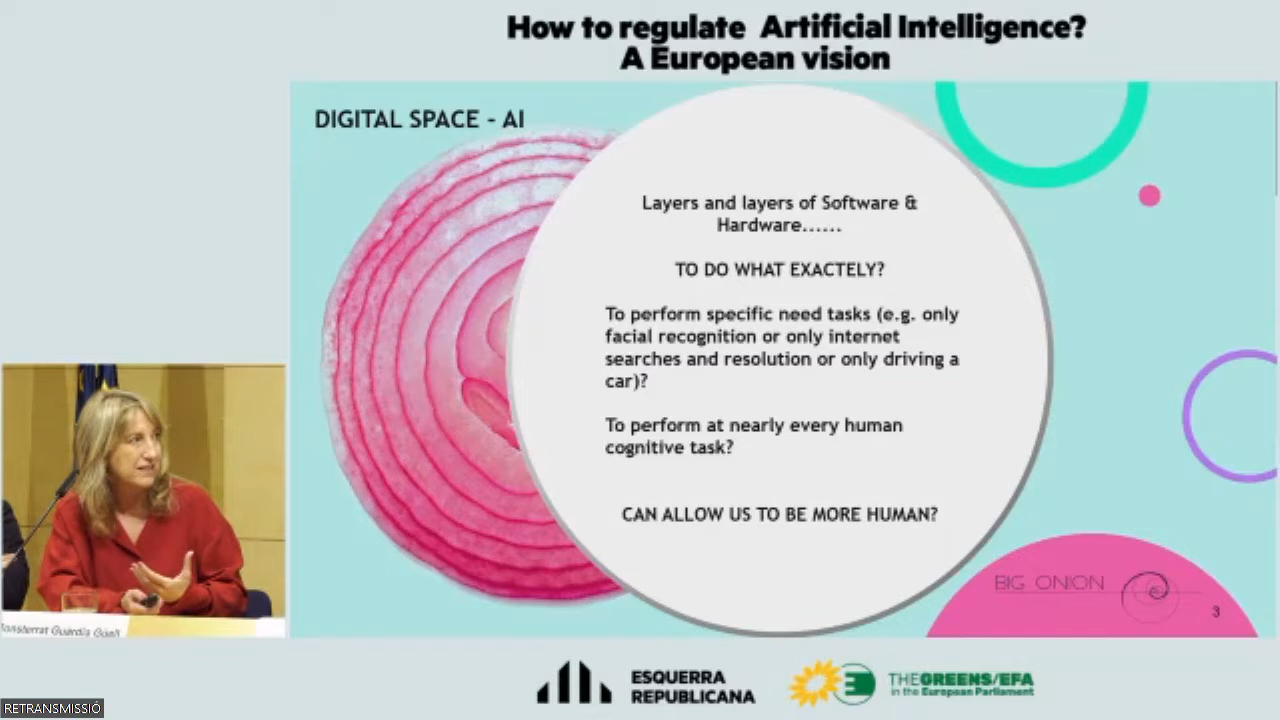 How to regulate Artificial Intelligence?
A European vision
DIGITAL SPACE - AI
Layers and layers of Software &
Hardware......
TO DO WHAT EXACTELY?
To perform specific need tasks (e.g. only
facial recognition or only internet
searches and resolution or only driving a
car)?
To perform at nearly every human
cognitive task?
CAN ALLOW US TO BE MORE HUMAN?
BIG ONION
3
Montserrat Guàrdia Güell
ESQUERRA
REPUBLICANA
THE GREENS/EFA
in the European Parliament
RETRANSMISSIÓ